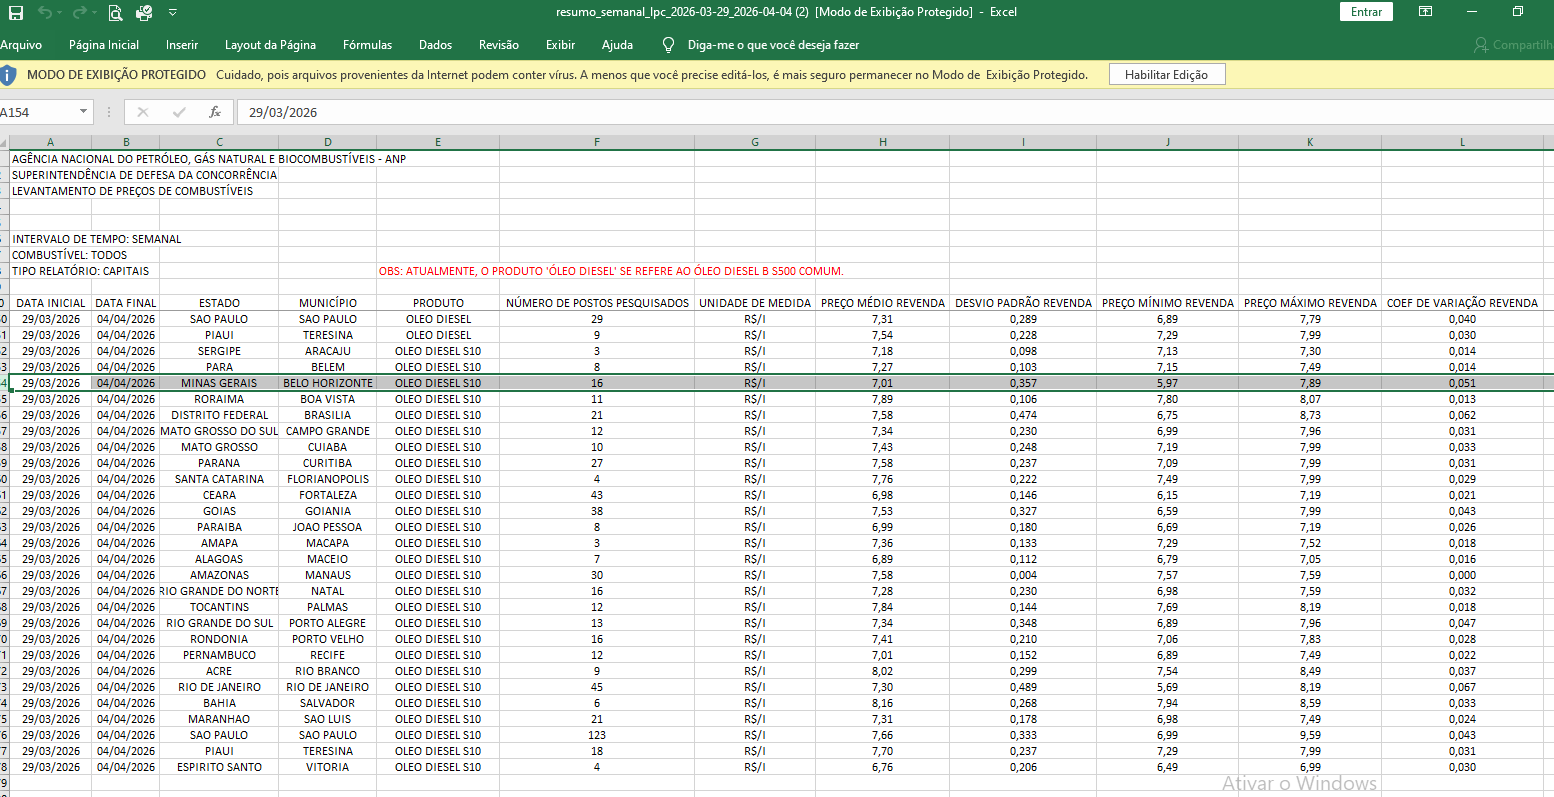 resumo_semanal_lpc_2026-03-29_2026-04-04 (2) [Modo de Exibição Protegido] - Excel Entrar
Arquivo Página Inicial Inserir Layout da Página Fórmulas Dados Revisão Exibir Ajuda Diga-me o que você deseja fazer Compartilh
MODO DE EXIBIÇÃO PROTEGIDO Cuidado, pois arquivos provenientes da Internet podem conter vírus. A menos que você precise editá-los, é mais seguro permanecer no Modo de Exibição Protegido. Habilitar Edição
A154 fx 29/03/2026
A B C D E F G H I J K L
AGÊNCIA NACIONAL DO PETRÓLEO, GÁS NATURAL E BIOCOMBUSTÍVEIS - ANP
SUPERINTENDÊNCIA DE DEFESA DA CONCORRÊNCIA
LEVANTAMENTO DE PREÇOS DE COMBUSTÍVEIS
INTERVALO DE TEMPO: SEMANAL
COMBUSTÍVEL: TODOS
TIPO RELATÓRIO: CAPITAIS OBS: ATUALMENTE, O PRODUTO 'ÓLEO DIESEL' SE REFERE AO ÓLEO DIESEL B S500 COMUM.
DATA INICIAL DATA FINAL ESTADO MUNICÍPIO PRODUTO NÚMERO DE POSTOS PESQUISADOS UNIDADE DE MEDIDA PREÇO MÉDIO REVENDA DESVIO PADRÃO REVENDA PREÇO MÍNIMO REVENDA PREÇO MÁXIMO REVENDA COEF DE VARIAÇÃO REVENDA
29/03/2026 04/04/2026 SAO PAULO SAO PAULO OLEO DIESEL 29 R$/l 7,31 0,289 6,89 7,79 0,040
29/03/2026 04/04/2026 PIAUI TERESINA OLEO DIESEL 9 R$/l 7,54 0,228 7,29 7,99 0,030
29/03/2026 04/04/2026 SERGIPE ARACAJU OLEO DIESEL S10 3 R$/l 7,18 0,098 7,13 7,30 0,014
29/03/2026 04/04/2026 PARA BELEM OLEO DIESEL S10 8 R$/l 7,27 0,103 7,15 7,49 0,014
29/03/2026 04/04/2026 MINAS GERAIS BELO HORIZONTE OLEO DIESEL S10 16 R$/l 7,01 0,357 5,97 7,89 0,051
29/03/2026 04/04/2026 RORAIMA BOA VISTA OLEO DIESEL S10 11 R$/l 7,89 0,106 7,80 8,07 0,013
29/03/2026 04/04/2026 DISTRITO FEDERAL BRASILIA OLEO DIESEL S10 21 R$/l 7,58 0,474 6,75 8,73 0,062
29/03/2026 04/04/2026 MATO GROSSO DO SUL CAMPO GRANDE OLEO DIESEL S10 12 R$/l 7,34 0,230 6,99 7,96 0,031
29/03/2026 04/04/2026 MATO GROSSO CUIABA OLEO DIESEL S10 10 R$/l 7,43 0,248 7,19 7,99 0,033
29/03/2026 04/04/2026 PARANA CURITIBA OLEO DIESEL S10 27 R$/l 7,58 0,237 7,09 7,99 0,031
29/03/2026 04/04/2026 SANTA CATARINA FLORIANOPOLIS OLEO DIESEL S10 4 R$/l 7,76 0,222 7,49 7,99 0,029
29/03/2026 04/04/2026 CEARA FORTALEZA OLEO DIESEL S10 43 R$/l 6,98 0,146 6,15 7,19 0,021
29/03/2026 04/04/2026 GOIAS GOIANIA OLEO DIESEL S10 38 R$/l 7,53 0,327 6,59 7,99 0,043
29/03/2026 04/04/2026 PARAIBA JOAO PESSOA OLEO DIESEL S10 8 R$/l 6,99 0,180 6,69 7,19 0,026
29/03/2026 04/04/2026 AMAPA MACAPA OLEO DIESEL S10 3 R$/l 7,36 0,133 7,29 7,52 0,018
29/03/2026 04/04/2026 ALAGOAS MACEIO OLEO DIESEL S10 7 R$/l 6,89 0,112 6,79 7,05 0,016
29/03/2026 04/04/2026 AMAZONAS MANAUS OLEO DIESEL S10 30 R$/l 7,58 0,004 7,57 7,59 0,000
29/03/2026 04/04/2026 RIO GRANDE DO NORTE NATAL OLEO DIESEL S10 16 R$/l 7,28 0,230 6,98 7,59 0,032
29/03/2026 04/04/2026 TOCANTINS PALMAS OLEO DIESEL S10 12 R$/l 7,84 0,144 7,69 8,19 0,018
29/03/2026 04/04/2026 RIO GRANDE DO SUL PORTO ALEGRE OLEO DIESEL S10 13 R$/l 7,34 0,348 6,89 7,96 0,047
29/03/2026 04/04/2026 RONDONIA PORTO VELHO OLEO DIESEL S10 16 R$/l 7,41 0,210 7,06 7,83 0,028
29/03/2026 04/04/2026 PERNAMBUCO RECIFE OLEO DIESEL S10 12 R$/l 7,01 0,152 6,89 7,49 0,022
29/03/2026 04/04/2026 ACRE RIO BRANCO OLEO DIESEL S10 9 R$/l 8,02 0,299 7,54 8,49 0,037
29/03/2026 04/04/2026 RIO DE JANEIRO RIO DE JANEIRO OLEO DIESEL S10 45 R$/l 7,30 0,489 5,69 8,19 0,067
29/03/2026 04/04/2026 BAHIA SALVADOR OLEO DIESEL S10 6 R$/l 8,16 0,268 7,94 8,59 0,033
29/03/2026 04/04/2026 MARANHAO SAO LUIS OLEO DIESEL S10 21 R$/l 7,31 0,178 6,98 7,49 0,024
29/03/2026 04/04/2026 SAO PAULO SAO PAULO OLEO DIESEL S10 123 R$/l 7,66 0,333 6,99 9,59 0,043
29/03/2026 04/04/2026 PIAUI TERESINA OLEO DIESEL S10 18 R$/l 7,70 0,237 7,29 7,99 0,031
29/03/2026 04/04/2026 ESPIRITO SANTO VITORIA OLEO DIESEL S10 4 R$/l 6,76 0,206 6,49 6,99 0,030
Ativar o Windows